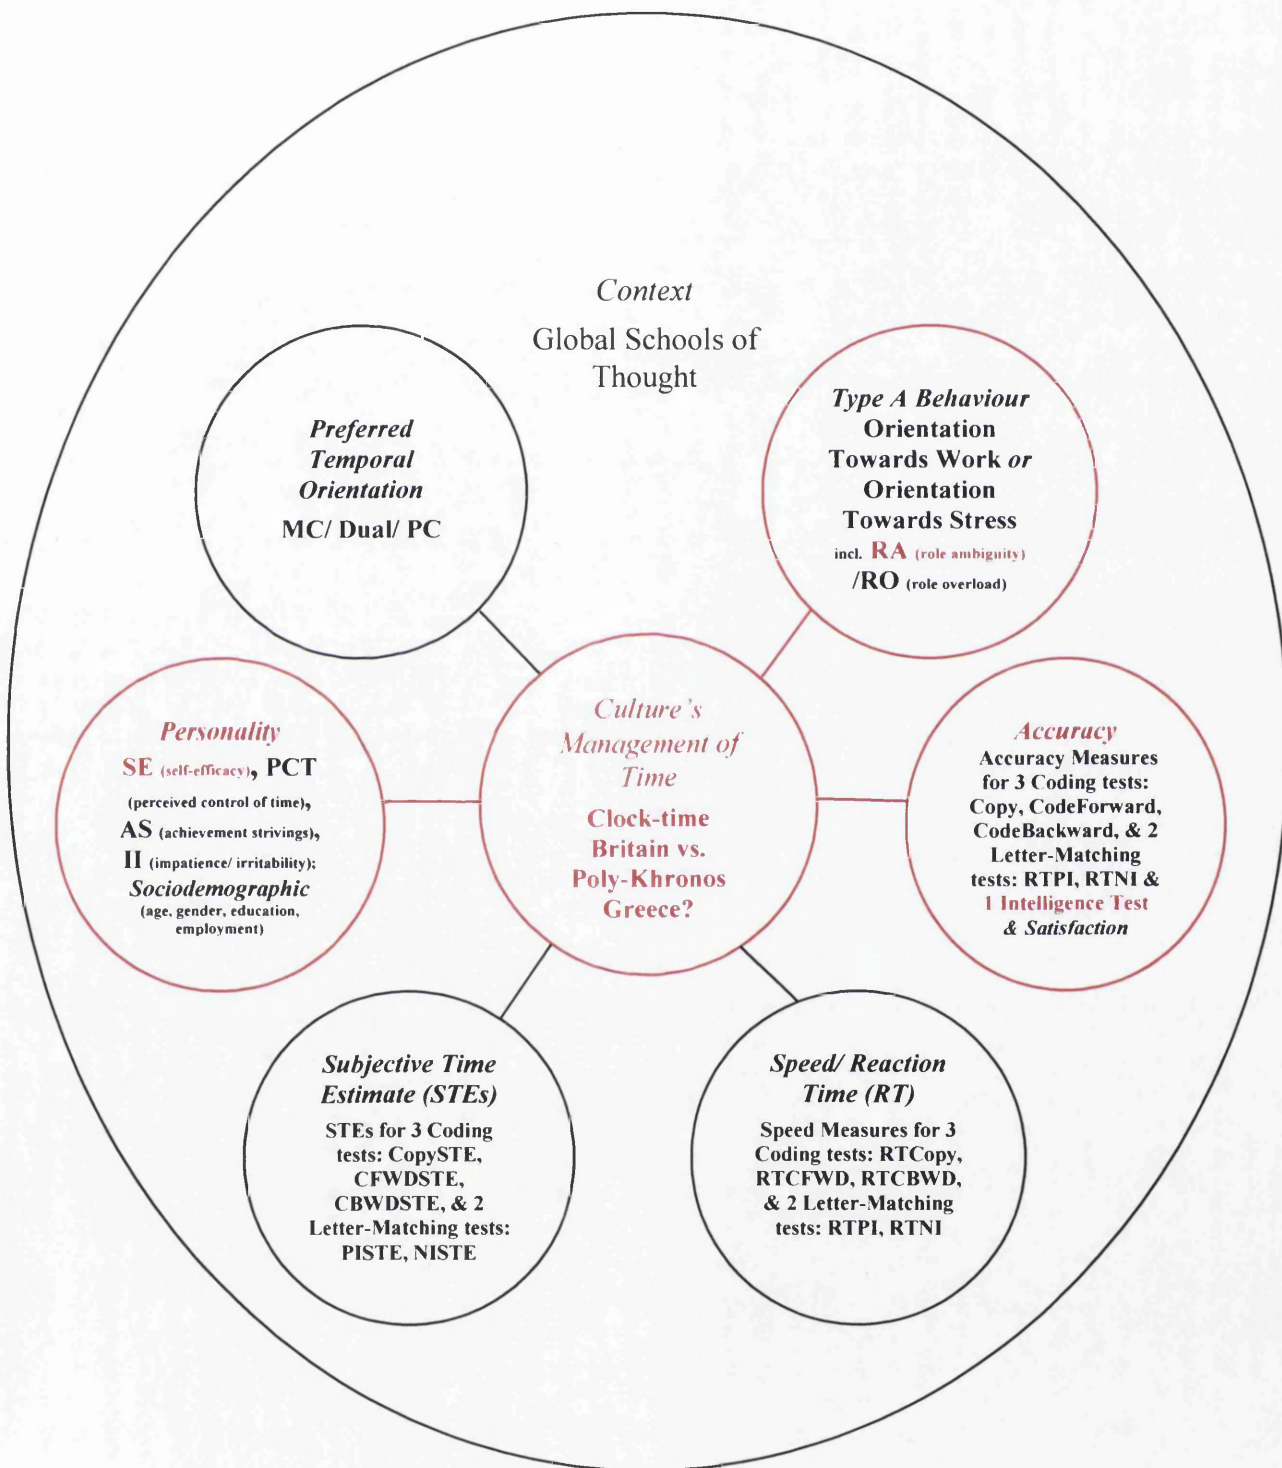 Context
Global Schools of
Thought
Preferred
Temporal
Orientation
MC/ Dual/ PC
Type A Behaviour
Orientation
Towards Work or
Orientation
Towards Stress
incl. RA (role ambiguity)
/RO (role overload)
Personality
SE (self-efficacy), PCT
(perceived control of time),
AS (achievement strivings),
II (impatience/ irritability);
Sociodemographic
(age, gender, education,
employment)
Culture's
Management of
Time
Clock-time
Britain vs.
Poly-Khronos
Greece?
Accuracy
Accuracy Measures
for 3 Coding tests:
Copy, CodeForward,
CodeBackward, & 2
Letter-Matching
tests: RTPI, RTNI &
1 Intelligence Test
& Satisfaction
Subjective Time
Estimate (STEs)
STEs for 3 Coding
tests: CopySTE,
CFWDSTE,
CBWDSTE, & 2
Letter-Matching tests:
PISTE, NISTE
Speed/ Reaction
Time (RT)
Speed Measures for 3
Coding tests: RTCopy,
RTCFWD, RTCBWD,
& 2 Letter-Matching
tests: RTPI, RTNI